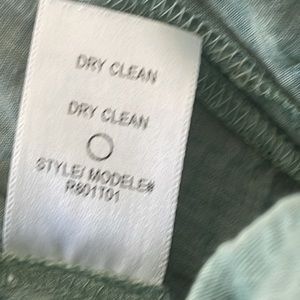 DRY CLEAN
DRY CLEAN
STYLE/ MODELE#
R801T01